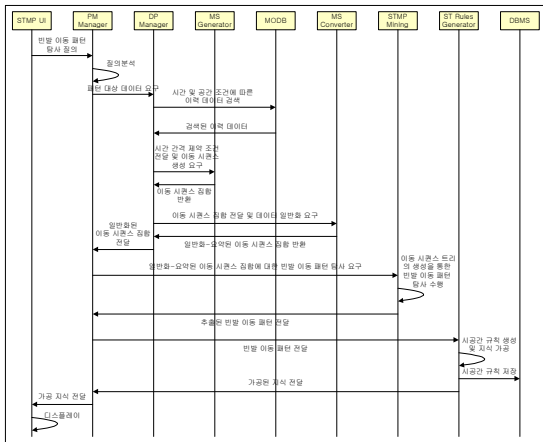 STMP UI
PM
Manager
DP
Manager
MS
Generator
MODB
MS
Converter
STMP
Mining
ST Rules
Generator
DBMS
빈발 이동 패턴
탐사 질의
질의분석
패턴 대상 데이터 요구
시간 및 공간 조건에 따른
이력 데이터 검색
검색된 이력 데이터
시간 간격 제약 조건
전달 및 이동 시퀀스
생성 요구
이동 시퀀스 집합
반환
이동 시퀀스 집합 전달 및 데이터 일반화 요구
일반화-요약된 이동 시퀀스 집합 반환
일반화된
이동 시퀀스 집합
전달
일반화-요약된 이동 시퀀스 집합에 대한 빈발 이동 패턴 탐사 요구
이동 시퀀스 트리
의 생성을 통한
빈발 이동 패턴
탐사 수행
추출된 빈발 이동 패턴 전달
빈발 이동 패턴 전달
시공간 규칙 생성
및 지식 가공
시공간 규칙 저장
가공된 지식 전달
가공 지식 전달
디스플레이